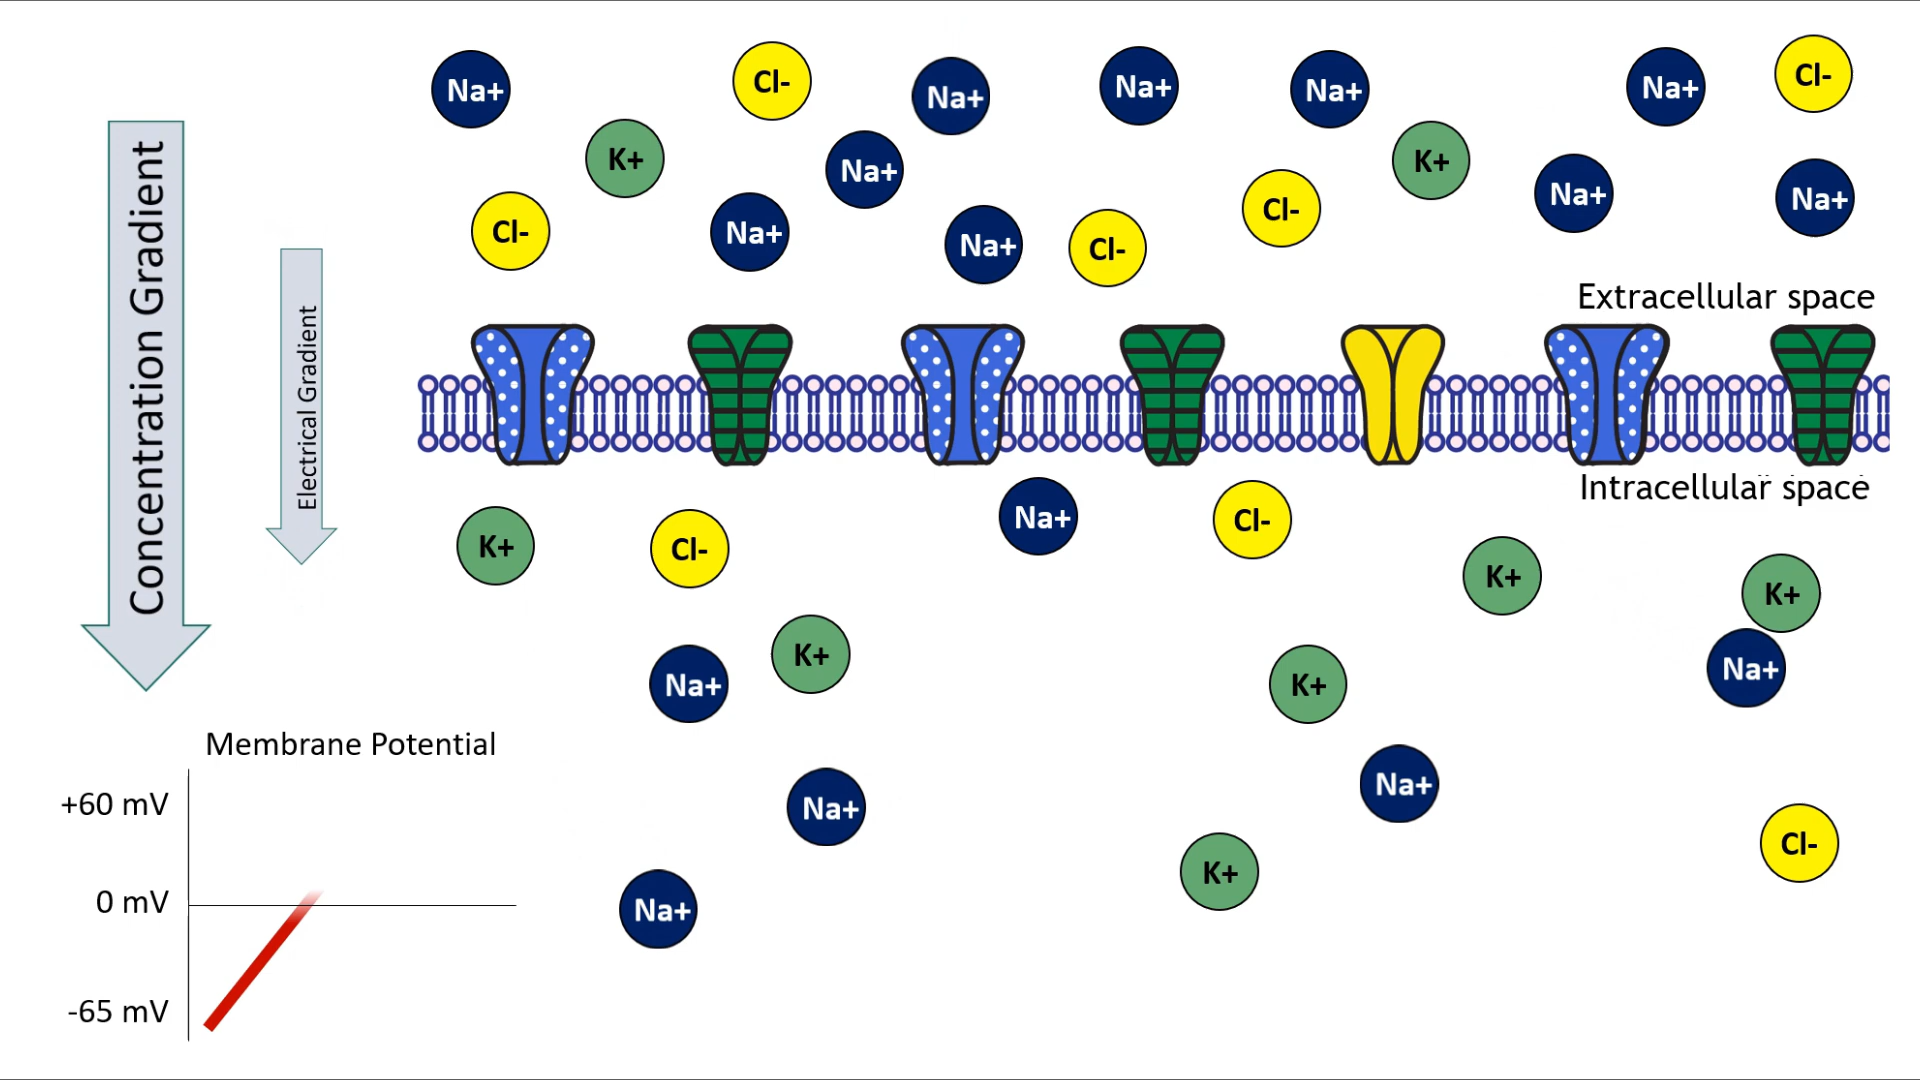 Na+
Cl-
Na+
Na+
Na+
Na+
Cl-
K+
Na+
K+
Na+
Na+
Cl-
Na+
Na+
Cl-
Cl-
Extracellular space
Concentration Gradient
Electrical Gradient
Intracellular space
K+
Cl-
Na+
Cl-
K+
K+
Na+
K+
K+
Na+
Na+
Na+
Cl-
K+
Na+
Membrane Potential
+60 mV
0 mV
-65 mV